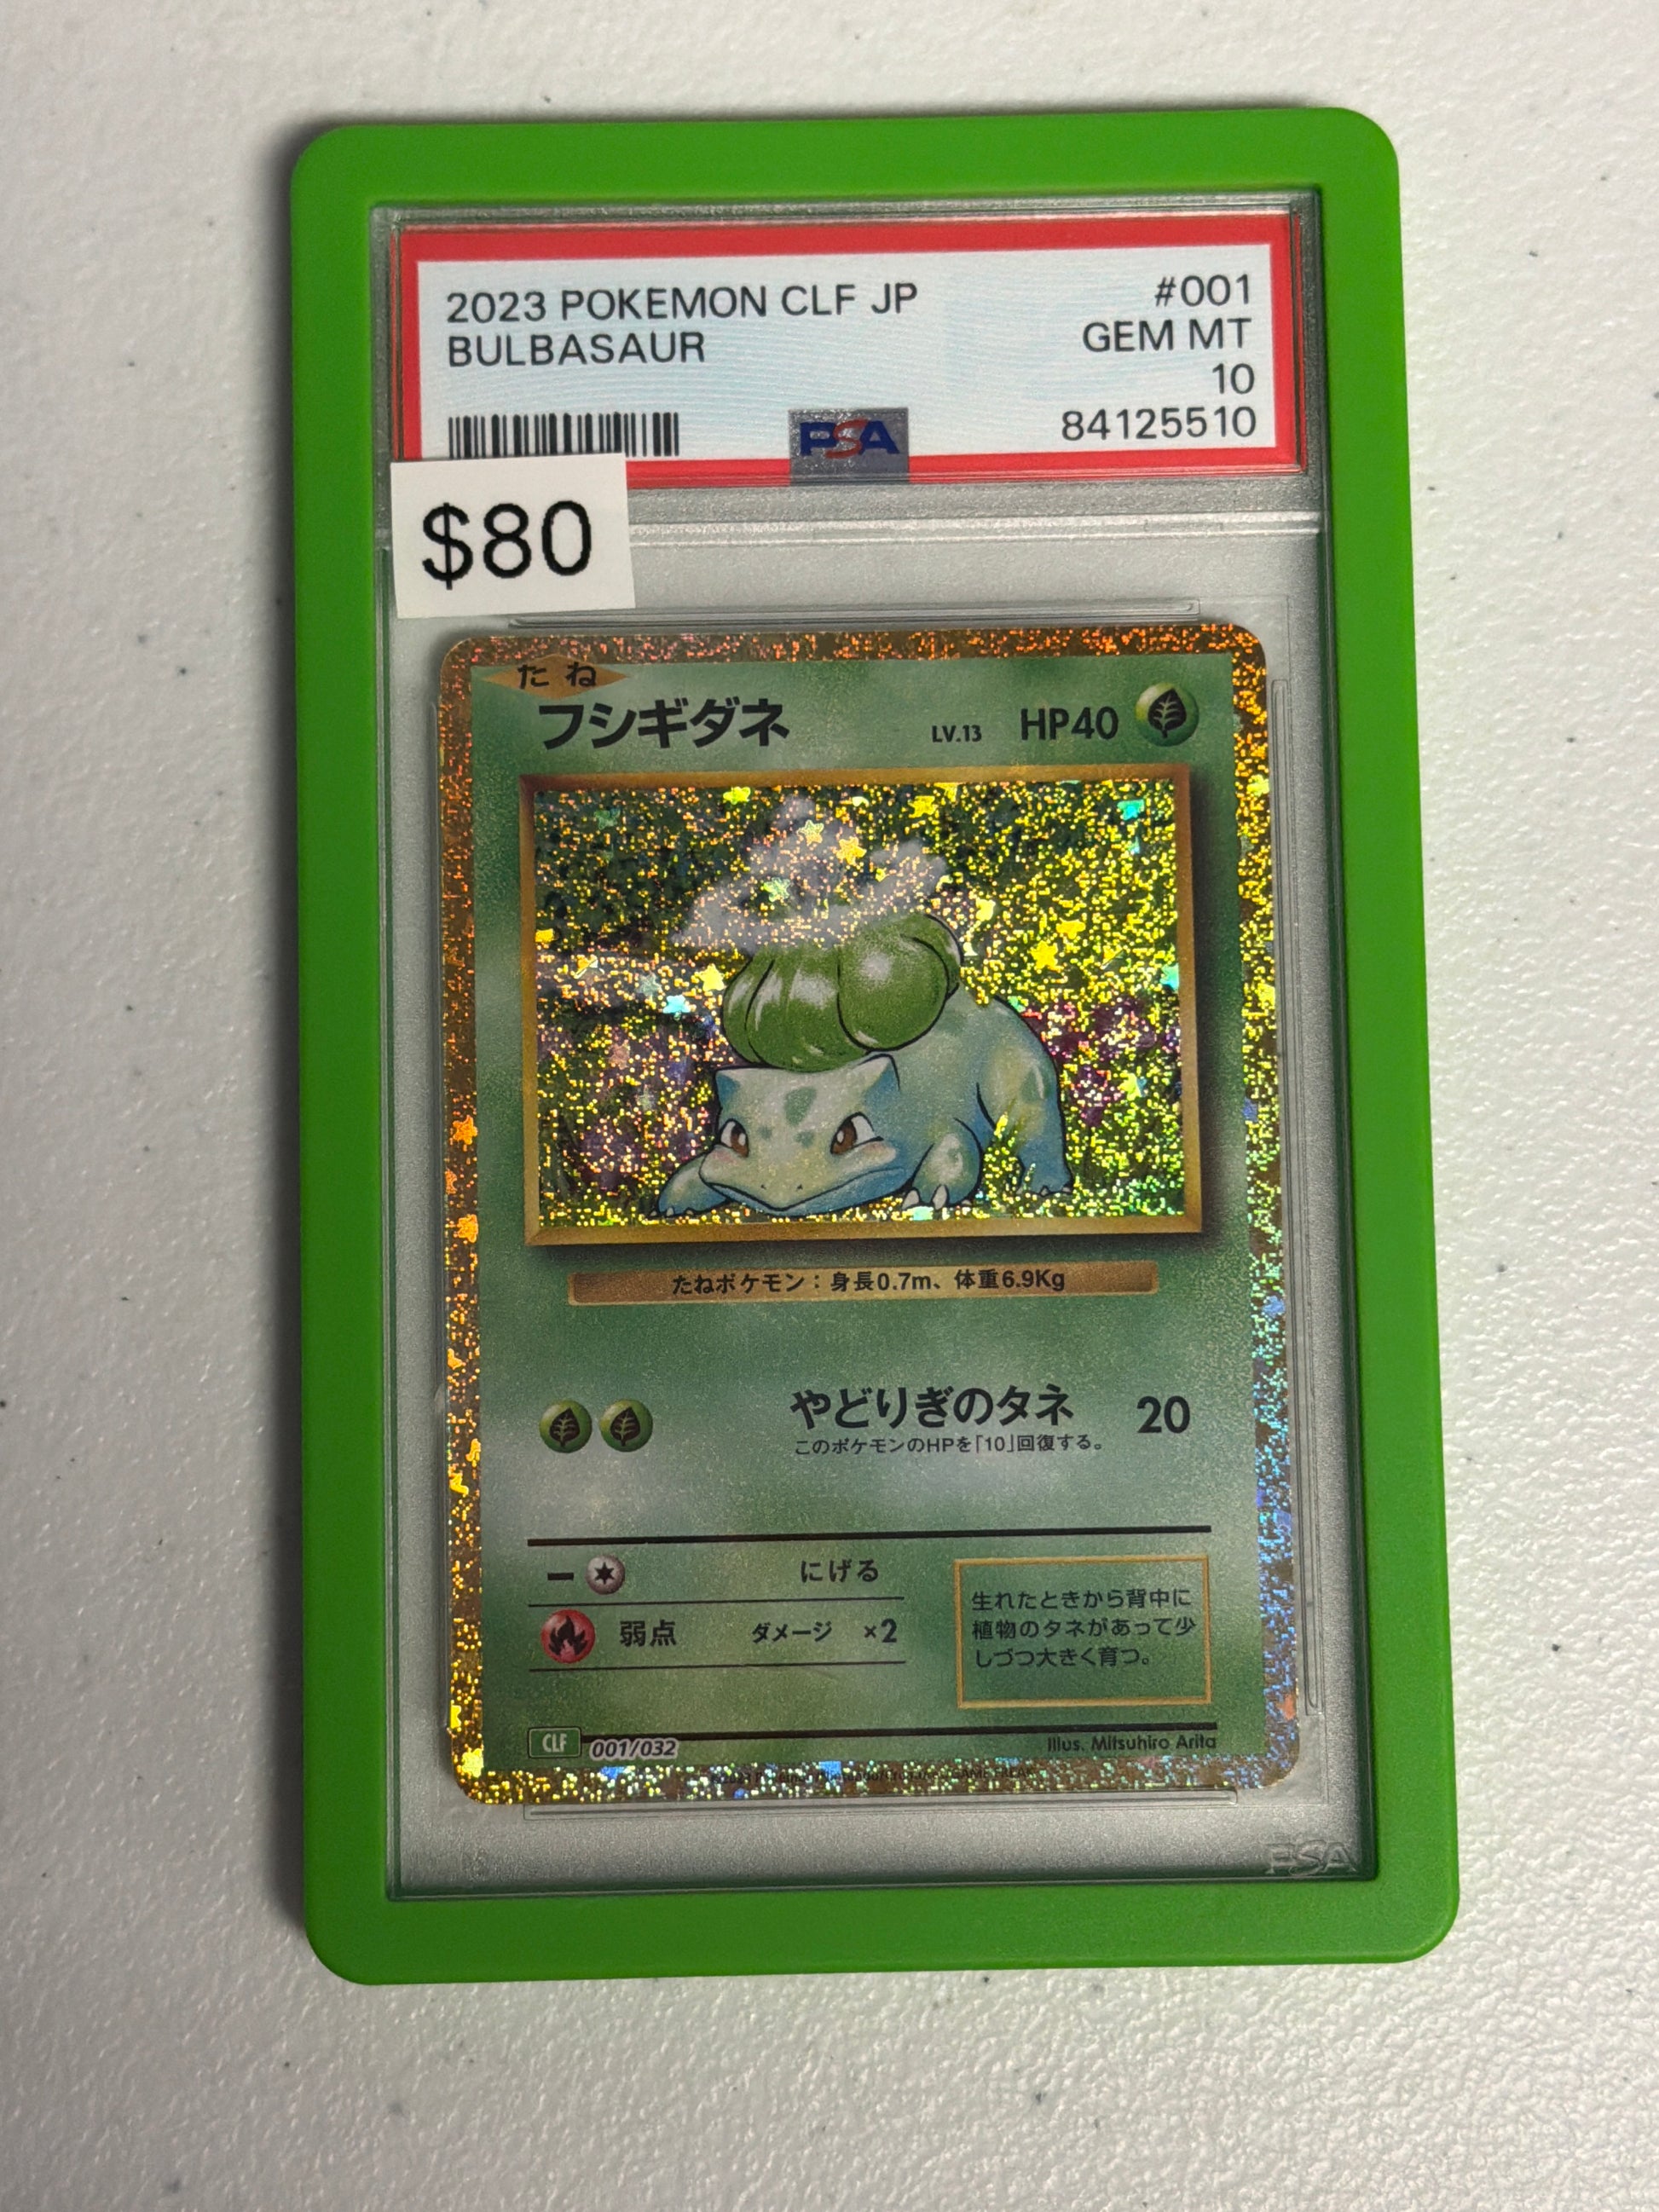 2023 POKEMON CLF JP #001
BULBASAUR GEM MT
10
PSA 84125510
$80
たね
フシギダネ LV.13 HP40
たねポケモン：身長0.7m、体重6.9Kg
やどりぎのタネ 20
このポケモンのHPを「10」回復する。
にげる
弱点 ダメージ ×2
生れたときから背中に
植物のタネがあって少
しづつ大きく育つ。
CLF 001/032 Illus. Mitsuhiro Arita
GAME FREAK
PSA